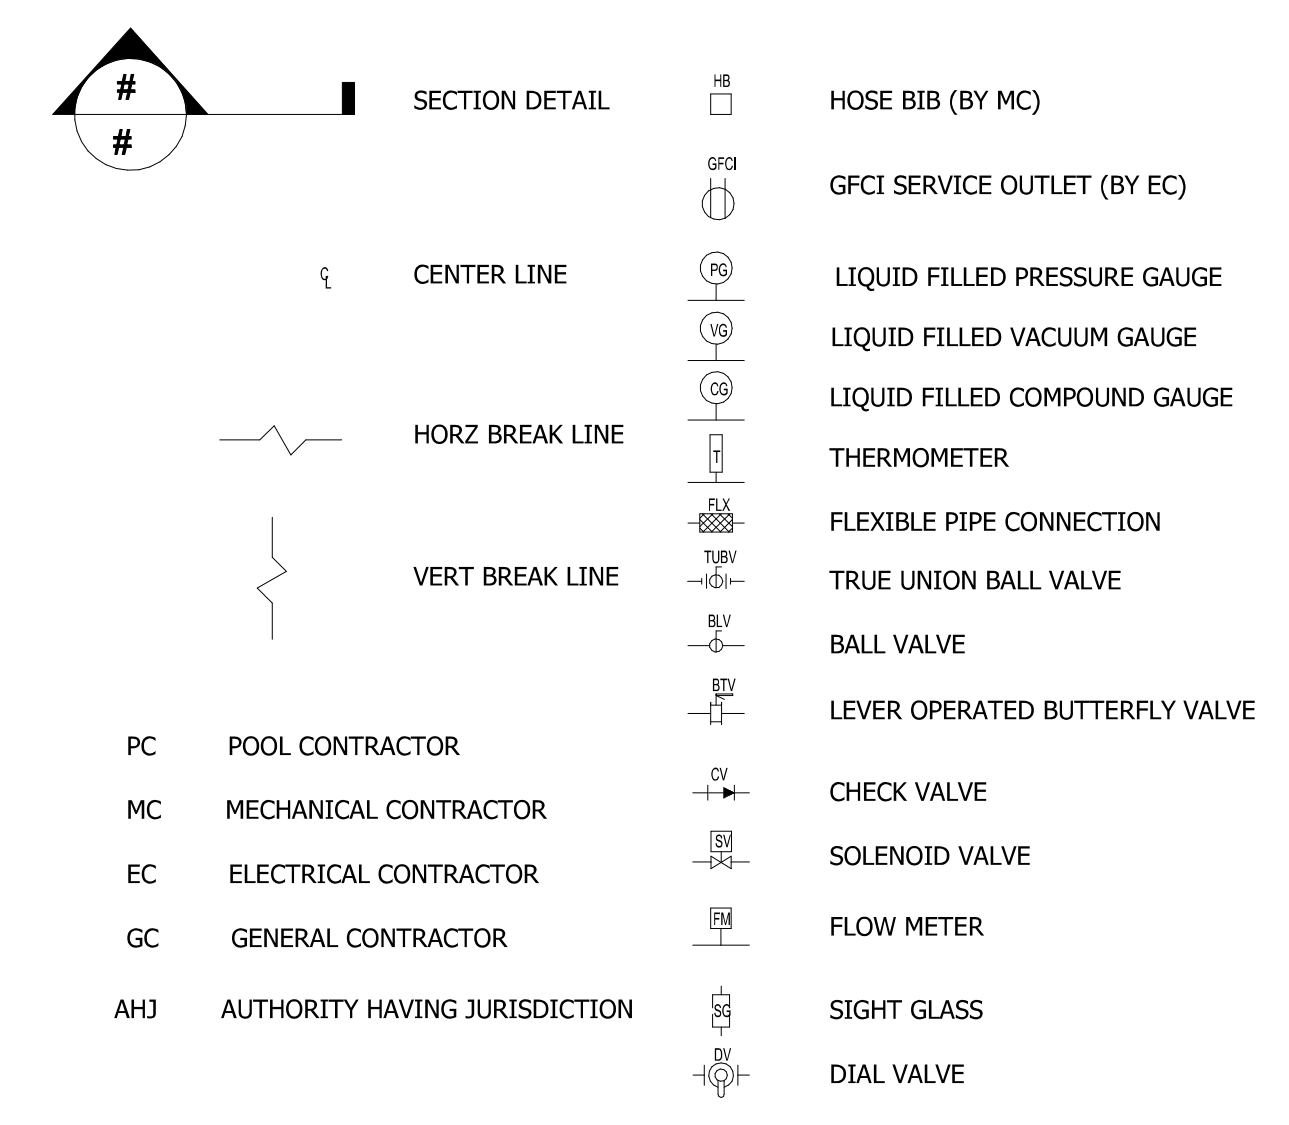 #
#
SECTION DETAIL
CENTER LINE
HORZ BREAK LINE
VERT BREAK LINE
PC POOL CONTRACTOR
MC MECHANICAL CONTRACTOR
EC ELECTRICAL CONTRACTOR
GC GENERAL CONTRACTOR
AHJ AUTHORITY HAVING JURISDICTION
HB
HOSE BIB (BY MC)
GFCI
GFCI SERVICE OUTLET (BY EC)
PG LIQUID FILLED PRESSURE GAUGE
VG LIQUID FILLED VACUUM GAUGE
CG LIQUID FILLED COMPOUND GAUGE
T THERMOMETER
FLX
FLEXIBLE PIPE CONNECTION
TUBV
TRUE UNION BALL VALVE
BLV
BALL VALVE
BTV
LEVER OPERATED BUTTERFLY VALVE
CV
CHECK VALVE
SV
SOLENOID VALVE
FM
FLOW METER
SG SIGHT GLASS
DV
DIAL VALVE